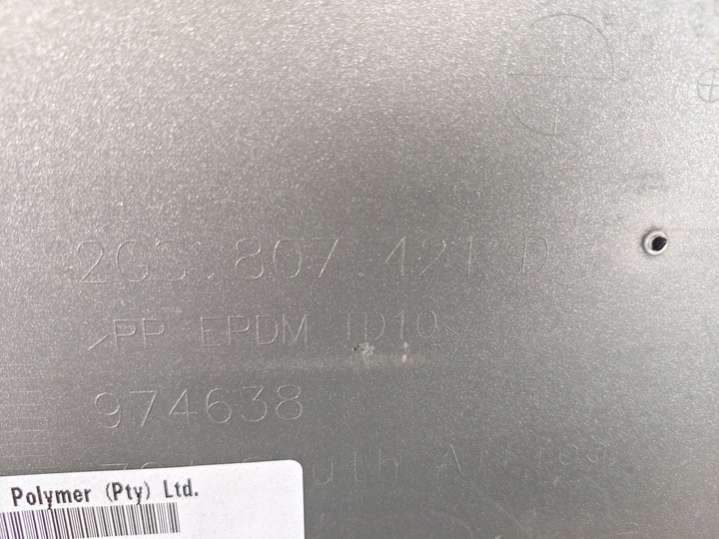 2GS.807.421 D
>PP EPDM TD10<
974638
South Africa
Polymer (Pty) Ltd.